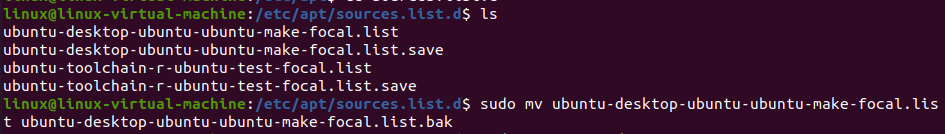 linux@linux-virtual-machine:/etc/apt/sources.list.d$ ls
ubuntu-desktop-ubuntu-ubuntu-make-focal.list
ubuntu-desktop-ubuntu-ubuntu-make-focal.list.save
ubuntu-toolchain-r-ubuntu-test-focal.list
ubuntu-toolchain-r-ubuntu-test-focal.list.save
linux@linux-virtual-machine:/etc/apt/sources.list.d$ sudo mv ubuntu-desktop-ubuntu-ubuntu-make-focal.lis
t ubuntu-desktop-ubuntu-ubuntu-make-focal.list.bak